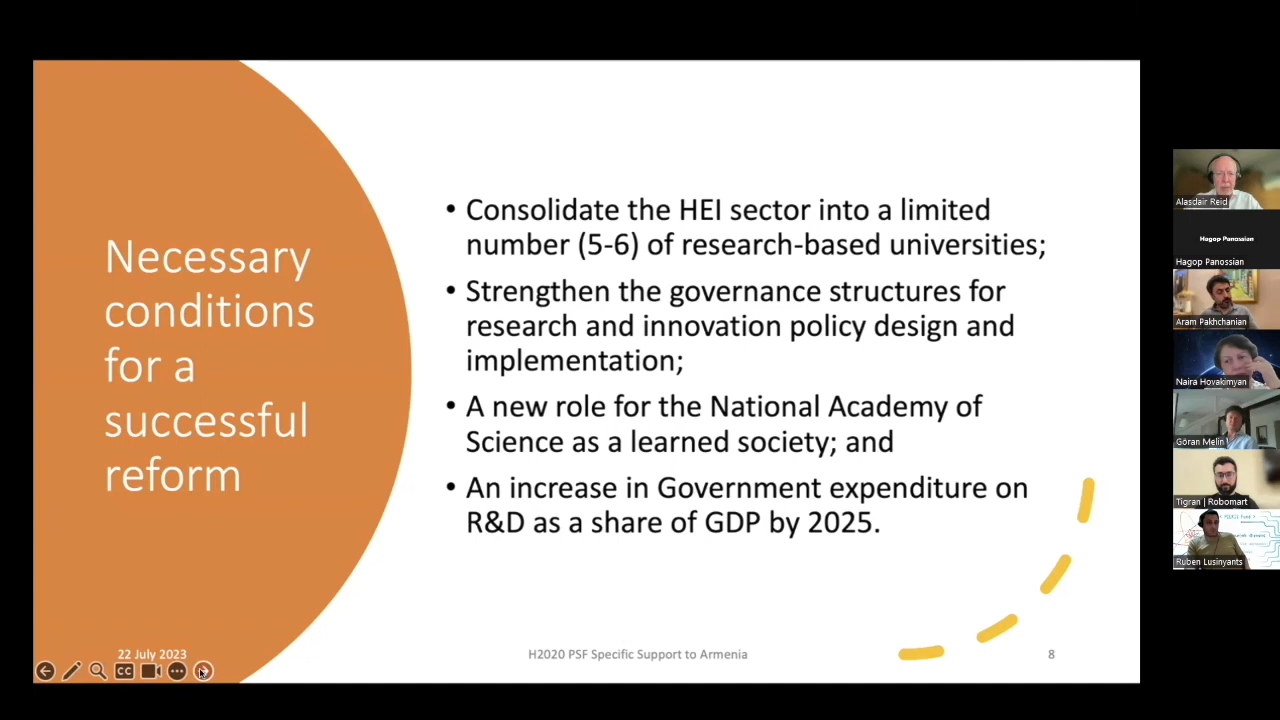 Necessary
conditions
for a
successful
reform
• Consolidate the HEI sector into a limited
number (5-6) of research-based universities;
• Strengthen the governance structures for
research and innovation policy design and
implementation;
• A new role for the National Academy of
Science as a learned society; and
• An increase in Government expenditure on
R&D as a share of GDP by 2025.
22 July 2023
H2020 PSF Specific Support to Armenia
8
CC
Alasdair Reid
Hagop Panossian
Hagop Panossian
Aram Pakhchanian
Naira Hovakimyan
Göran Melin
Tigran | Robomart
Ruben Lusinyants